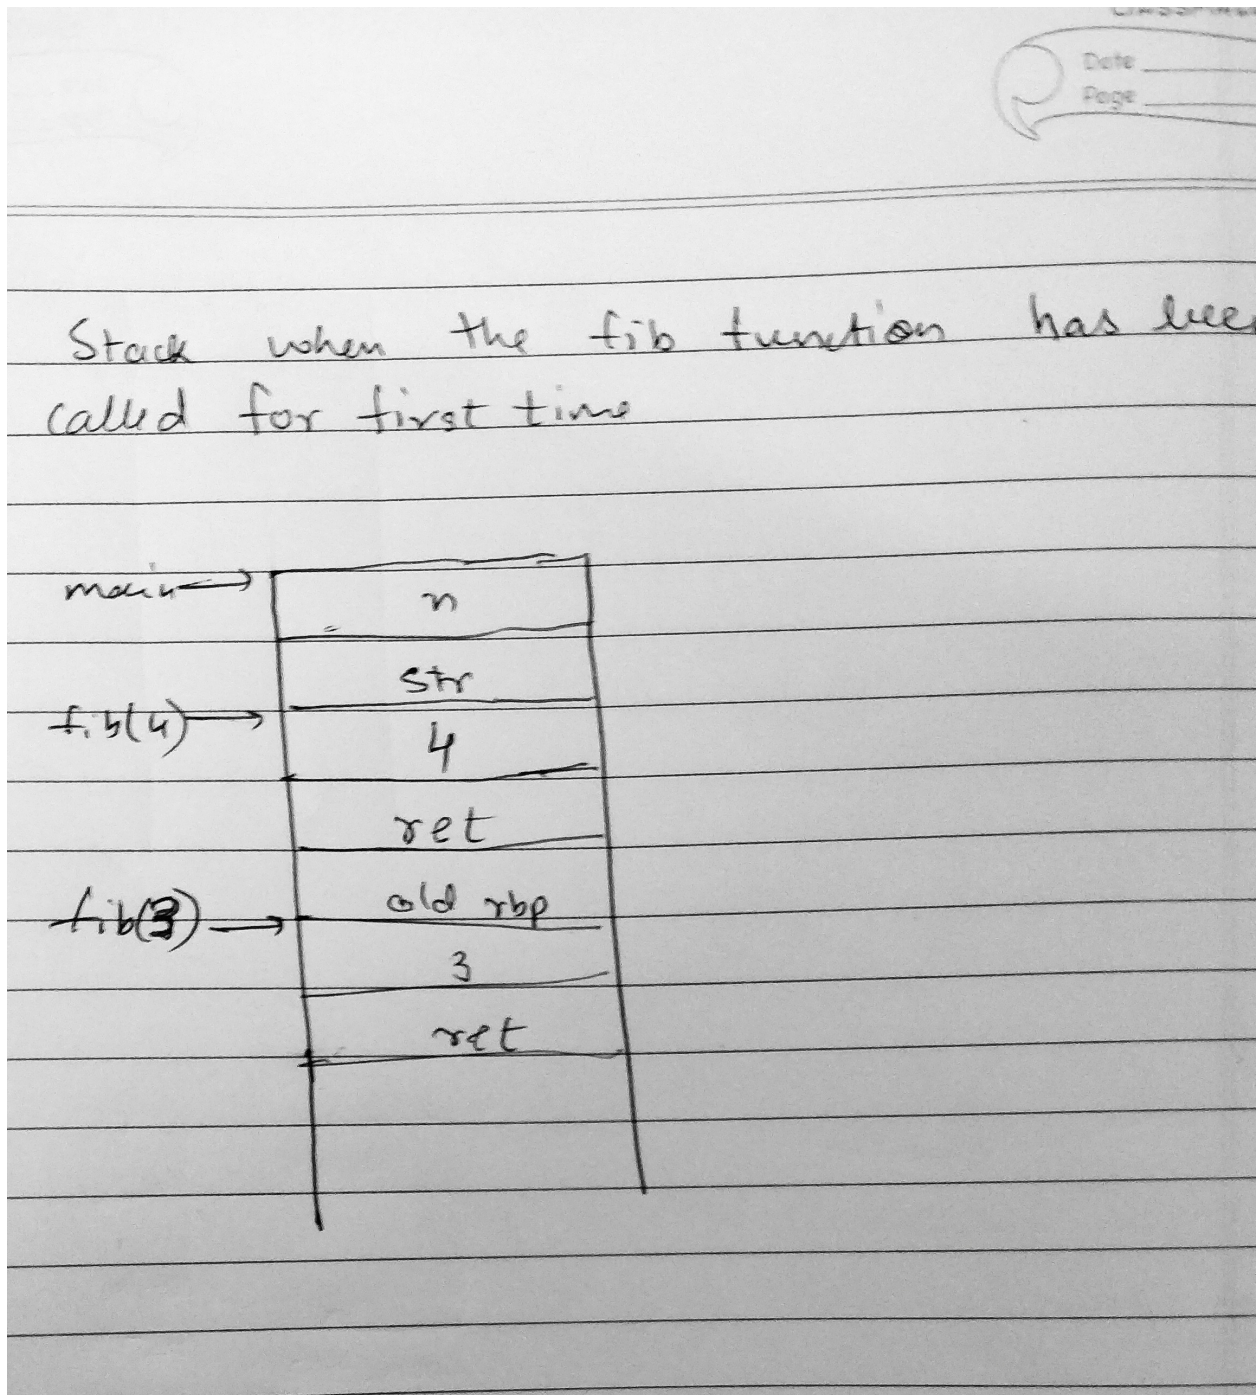 Date
Page
Stack when the fib function has
called for first time
main → n
str
fib(4) → 4
ret
old rbp
fib(3) →
3
ret